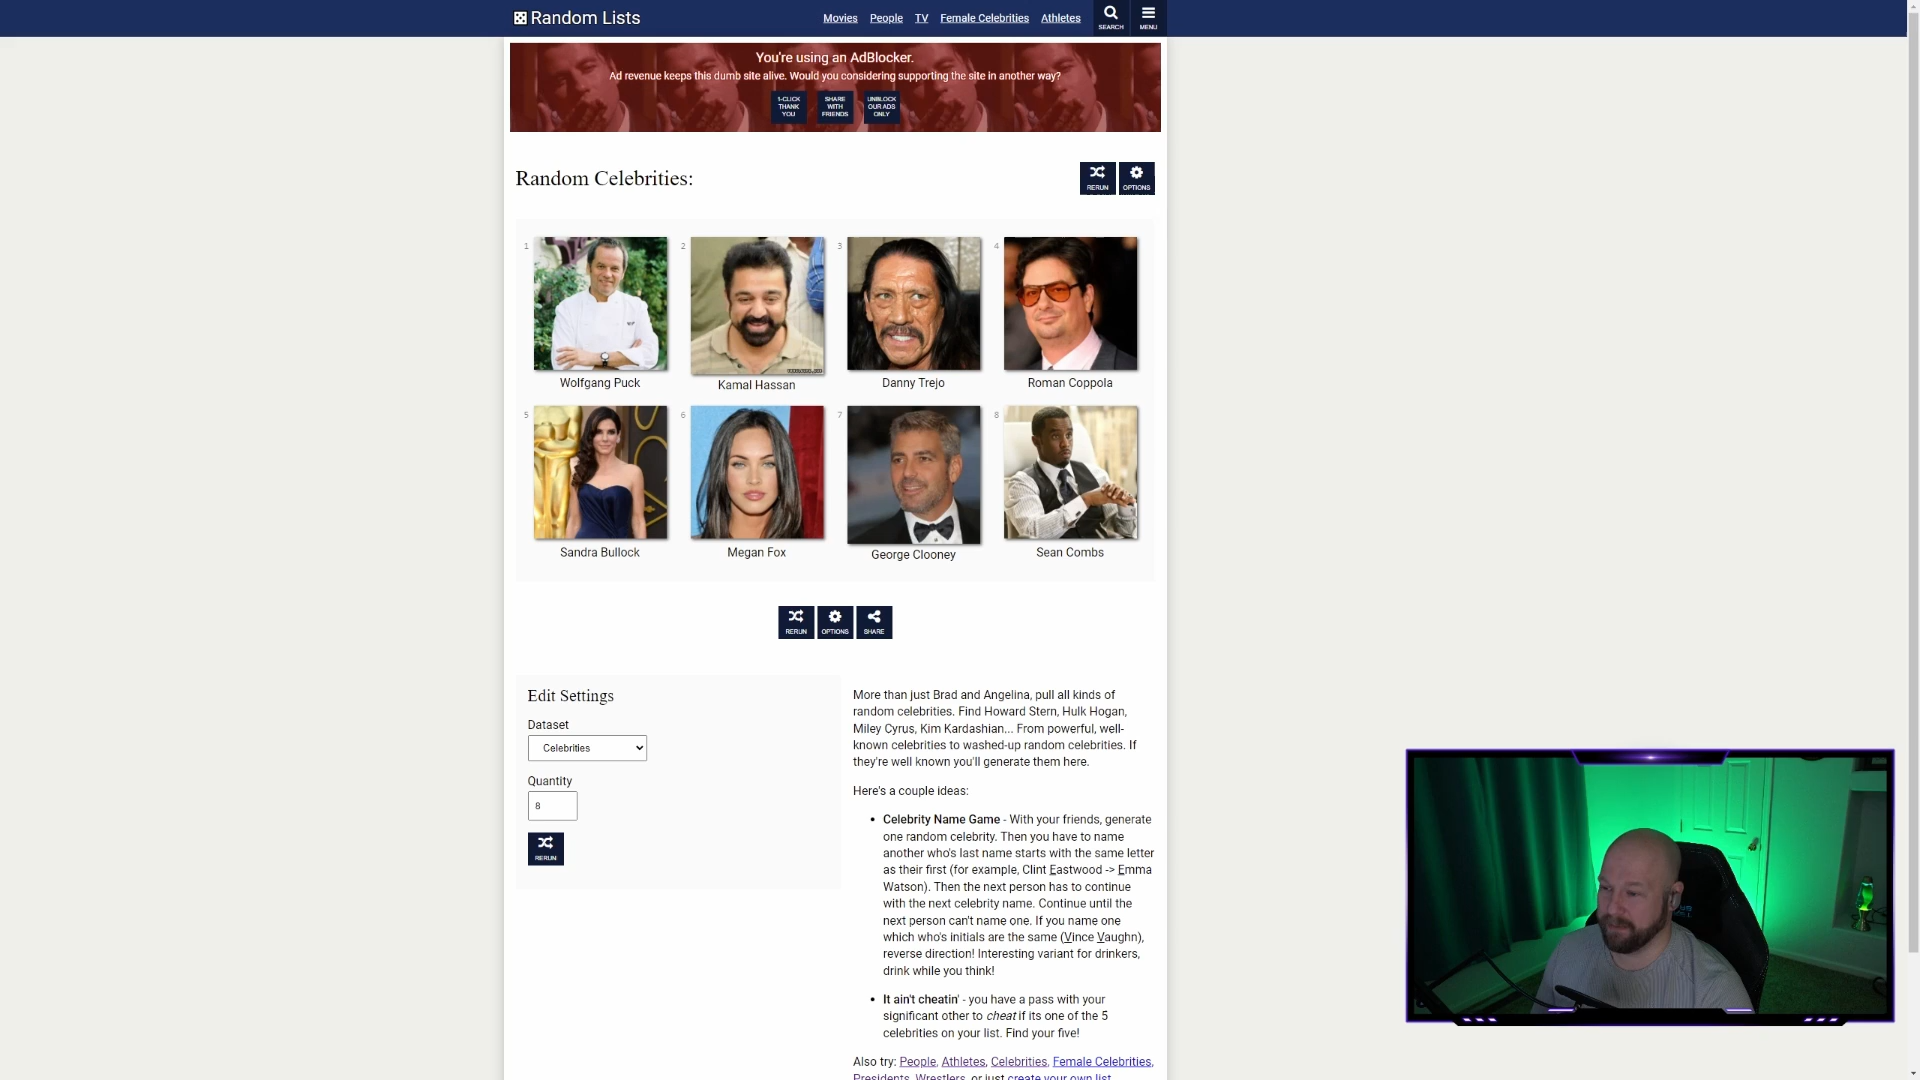 Random Lists
Movies People TV Female Celebrities Athletes SEARCH MENU
You're using an AdBlocker.
Ad revenue keeps this dumb site alive. Would you considering supporting the site in another way?
1-CLICK THANK YOU
SHARE WITH FRIENDS
UNBLOCK OUR ADS ONLY
Random Celebrities:
RERUN OPTIONS
1 2 3 4
Wolfgang Puck Kamal Hassan Danny Trejo Roman Coppola
5 6 7 8
Sandra Bullock Megan Fox George Clooney Sean Combs
RERUN OPTIONS SHARE
Edit Settings
Dataset
Celebrities
Quantity
8
RERUN
More than just Brad and Angelina, pull all kinds of
random celebrities. Find Howard Stern, Hulk Hogan,
Miley Cyrus, Kim Kardashian... From powerful, well-
known celebrities to washed-up random celebrities. If
they're well known you'll generate them here.
Here's a couple ideas:
• Celebrity Name Game - With your friends, generate
one random celebrity. Then you have to name
another who's last name starts with the same letter
as their first (for example, Clint Eastwood -> Emma
Watson). Then the next person has to continue
with the next celebrity name. Continue until the
next person can't name one. If you name one
which who's initials are the same (Vince Vaughn),
reverse direction! Interesting variant for drinkers,
drink while you think!
• It ain't cheatin' - you have a pass with your
significant other to cheat if its one of the 5
celebrities on your list. Find your five!
Also try: People, Athletes, Celebrities, Female Celebrities,
Presidents, Wrestlers, or just create your own list.